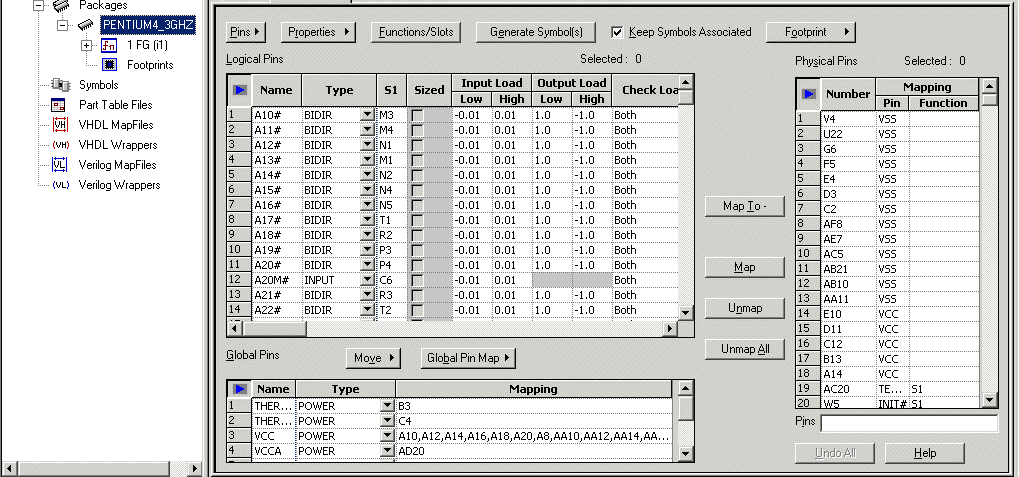 Packages
PENTIUM4_3GHZ
1 FG (i1)
Footprints
Symbols
Part Table Files
VHDL MapFiles
VHDL Wrappers
Verilog MapFiles
Verilog Wrappers
Pins Properties Functions/Slots Generate Symbol(s) Keep Symbols Associated Footprint
Logical Pins Selected : 0
Name Type S1 Sized Input Load Output Load Check Loa
Low High Low High
1 A10# BIDIR M3 -0.01 0.01 1.0 -1.0 Both
2 A11# BIDIR M4 -0.01 0.01 1.0 -1.0 Both
3 A12# BIDIR N1 -0.01 0.01 1.0 -1.0 Both
4 A13# BIDIR M1 -0.01 0.01 1.0 -1.0 Both
5 A14# BIDIR N2 -0.01 0.01 1.0 -1.0 Both
6 A15# BIDIR N4 -0.01 0.01 1.0 -1.0 Both
7 A16# BIDIR N5 -0.01 0.01 1.0 -1.0 Both
8 A17# BIDIR T1 -0.01 0.01 1.0 -1.0 Both
9 A18# BIDIR R2 -0.01 0.01 1.0 -1.0 Both
10 A19# BIDIR P3 -0.01 0.01 1.0 -1.0 Both
11 A20# BIDIR P4 -0.01 0.01 1.0 -1.0 Both
12 A20M# INPUT C6 -0.01 0.01 Both
13 A21# BIDIR R3 -0.01 0.01 1.0 -1.0 Both
14 A22# BIDIR T2 -0.01 0.01 1.0 -1.0 Both
Global Pins Move Global Pin Map
Name Type Mapping
1 THER... POWER B3
2 THER... POWER C4
3 VCC POWER A10,A12,A14,A16,A18,A20,A8,AA10,AA12,AA14,AA...
4 VCCA POWER AD20
Map To -
Map
Unmap
Unmap All
Physical Pins Selected : 0
Number Mapping
Pin Function
1 V4 VSS
2 U22 VSS
3 G6 VSS
4 F5 VSS
5 E4 VSS
6 D3 VSS
7 C2 VSS
8 AF8 VSS
9 AE7 VSS
10 AC5 VSS
11 AB21 VSS
12 AB10 VSS
13 AA11 VSS
14 E10 VCC
15 D11 VCC
16 C12 VCC
17 B13 VCC
18 A14 VCC
19 AC20 TE... S1
20 W5 INIT# S1
Pins
Undo All Help